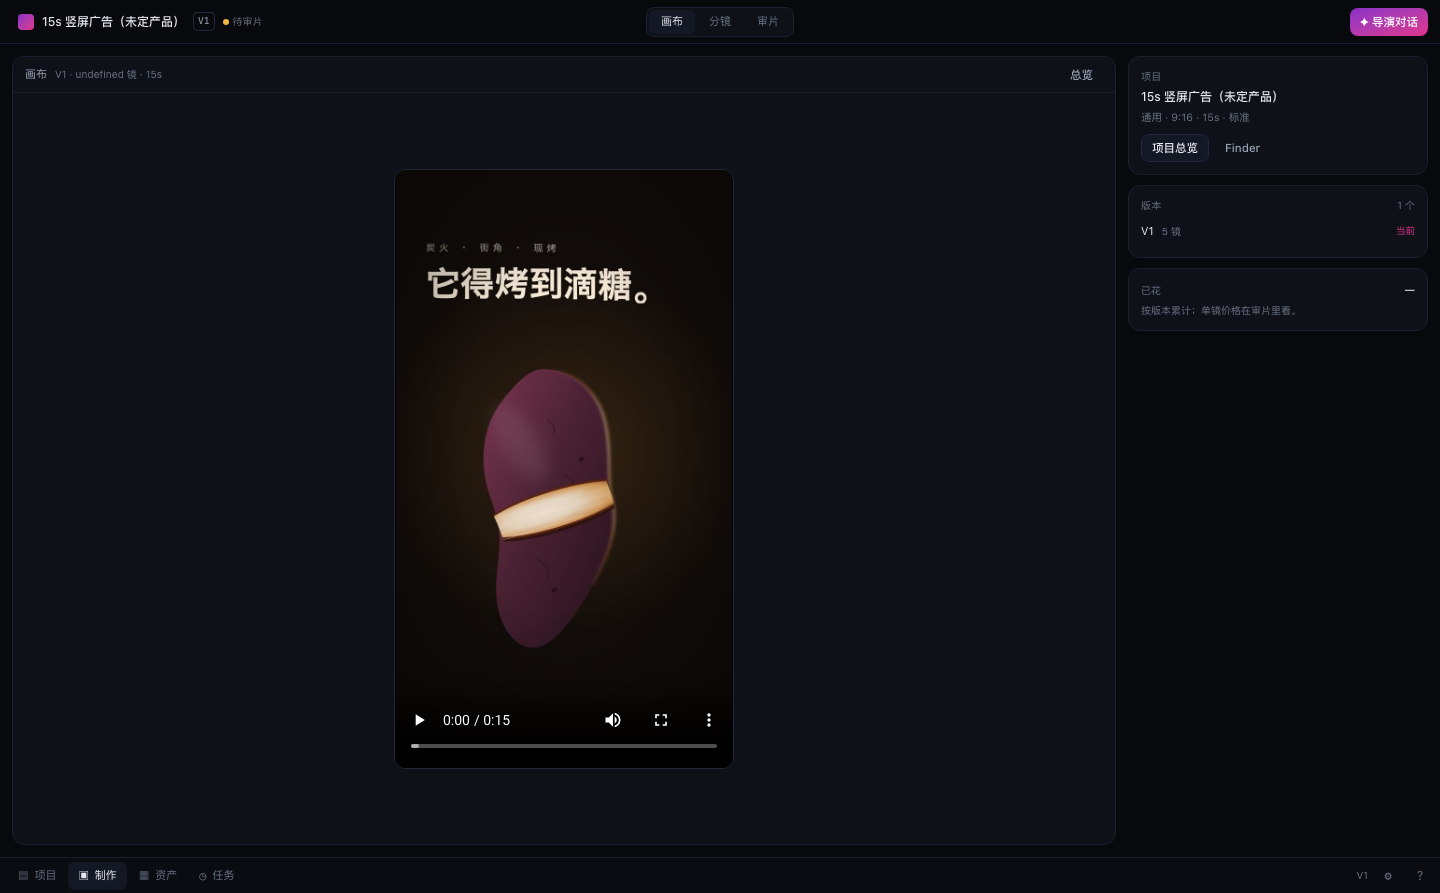 15s 竖屏广告（未定产品） V1 待审片 画布 分镜 审片 导演对话
画布 V1 · undefined 镜 · 15s 总览
炭火 · 街角 · 现烤
它得烤到滴糖。
0:00 / 0:15
项目
15s 竖屏广告（未定产品）
通用 · 9:16 · 15s · 标准
项目总览 Finder
版本 1 个
V1 5 镜 当前
已花 —
按版本累计；单镜价格在审片里看。
项目 制作 资产 任务 V1 ?